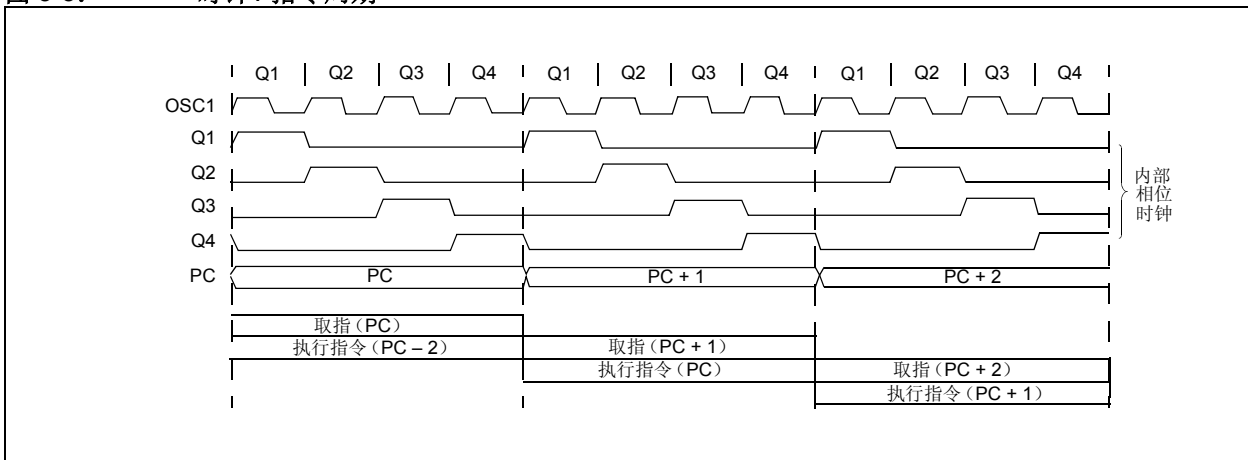 Q1 Q2 Q3 Q4 Q1 Q2 Q3 Q4 Q1 Q2 Q3 Q4
OSC1
Q1
Q2
Q3
Q4
内部
相位
时钟
PC PC PC + 1 PC + 2
取指（PC）
执行指令（PC – 2） 取指（PC + 1）
执行指令（PC） 取指（PC + 2）
执行指令（PC + 1）